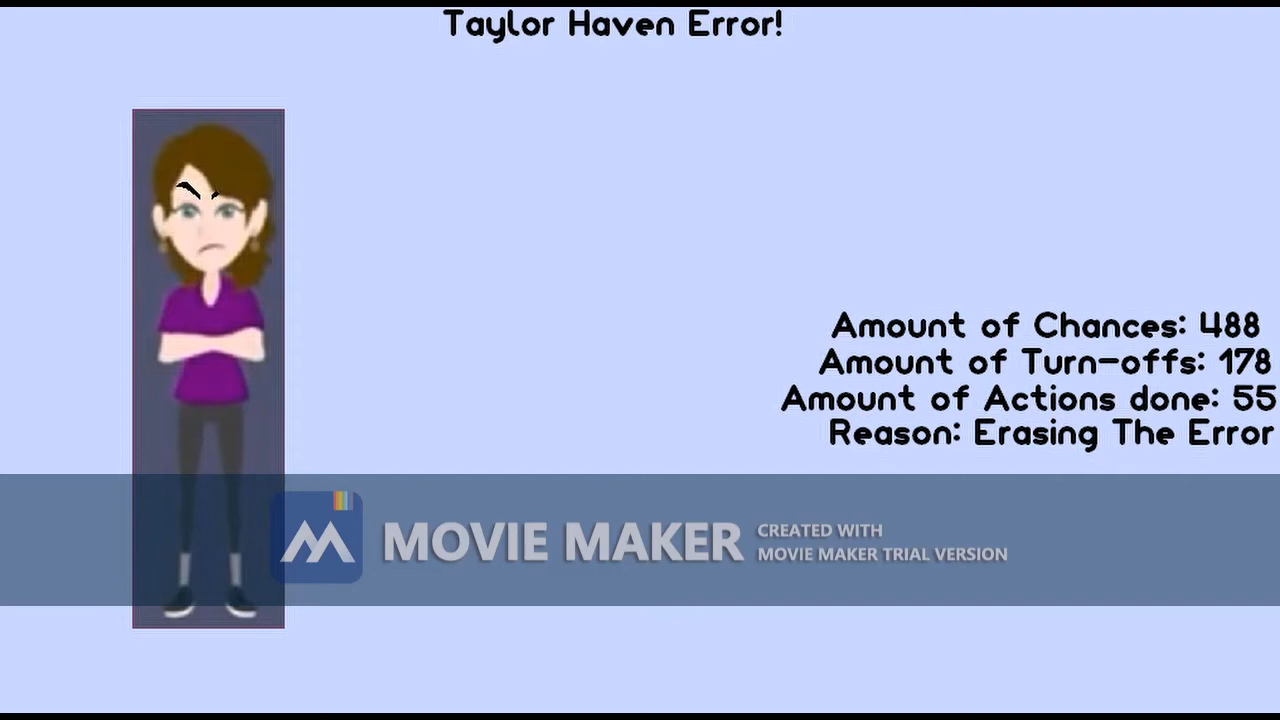 Taylor Haven Error!
Amount of Chances: 488
Amount of Turn-offs: 178
Amount of Actions done: 55
Reason: Erasing The Error
MOVIE MAKER
CREATED WITH
MOVIE MAKER TRIAL VERSION